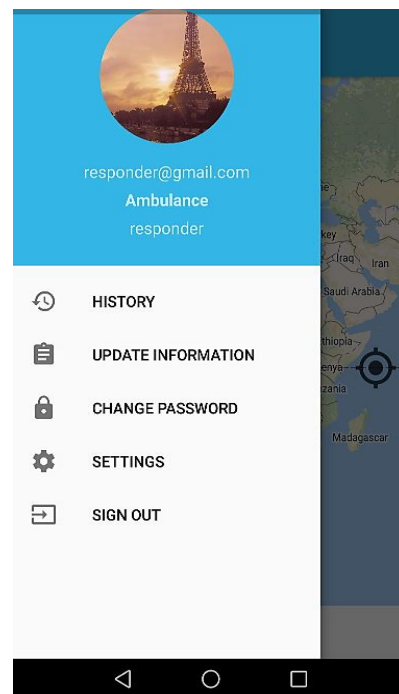 responder@gmail.com
Ambulance
responder
HISTORY
UPDATE INFORMATION
CHANGE PASSWORD
SETTINGS
SIGN OUT
Iraq
Iran
Saudi Arabia
Madagascar